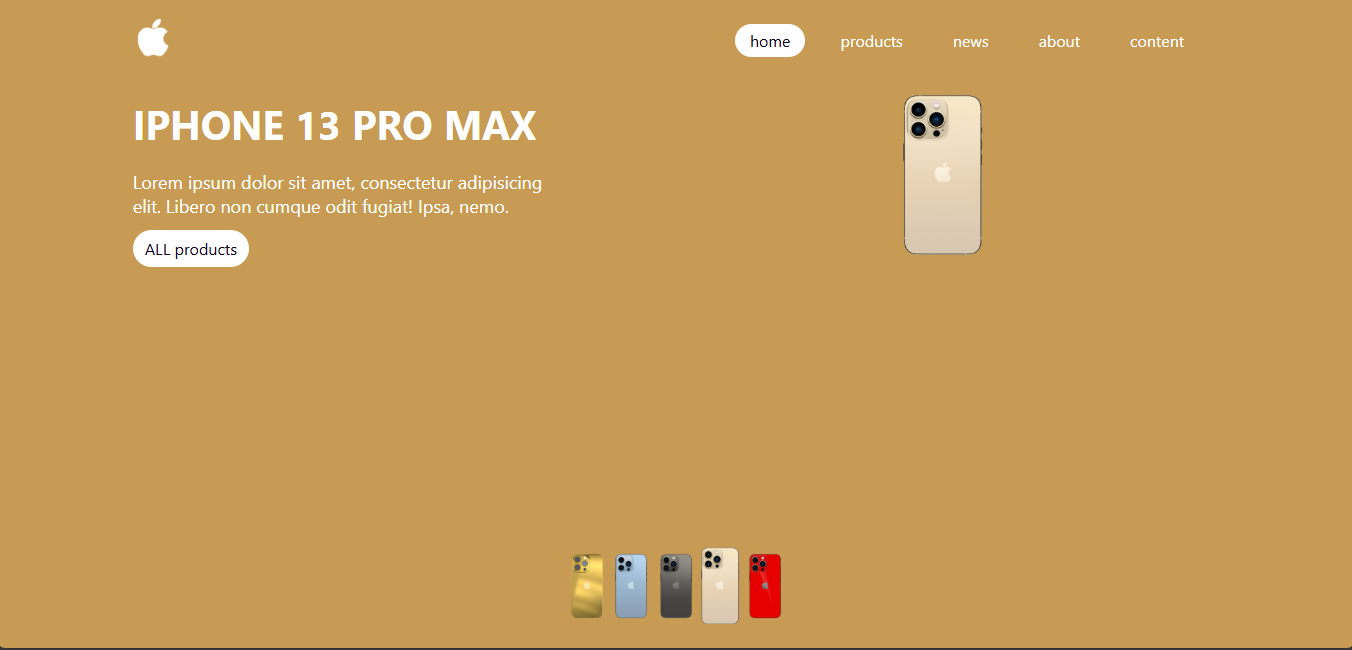 home
products
news
about
content
IPHONE 13 PRO MAX
Lorem ipsum dolor sit amet, consectetur adipisicing
elit. Libero non cumque odit fugiat! Ipsa, nemo.
ALL products